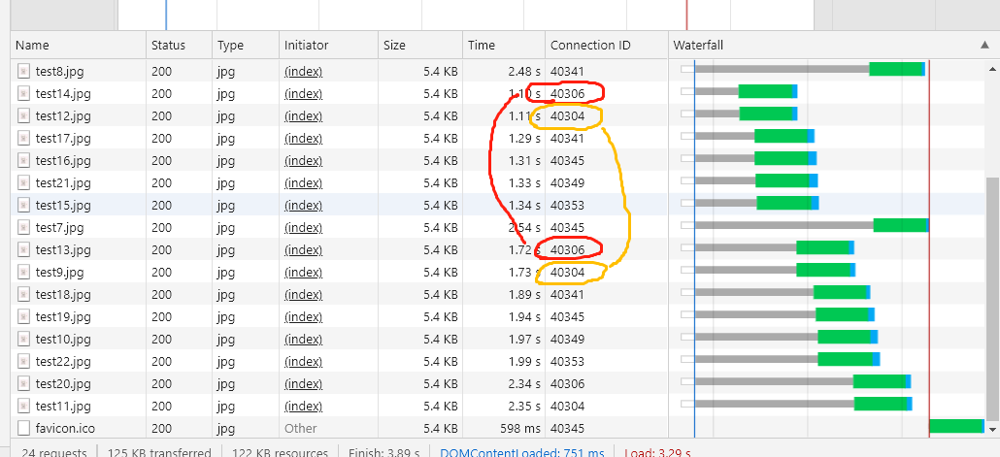 Name Status Type Initiator Size Time Connection ID Waterfall
test8.jpg 200 jpg (index) 5.4 KB 2.48 s 40341
test14.jpg 200 jpg (index) 5.4 KB 1.10 s 40306
test12.jpg 200 jpg (index) 5.4 KB 1.11 s 40304
test17.jpg 200 jpg (index) 5.4 KB 1.29 s 40341
test16.jpg 200 jpg (index) 5.4 KB 1.31 s 40345
test21.jpg 200 jpg (index) 5.4 KB 1.33 s 40349
test15.jpg 200 jpg (index) 5.4 KB 1.34 s 40353
test7.jpg 200 jpg (index) 5.4 KB 2.54 s 40345
test13.jpg 200 jpg (index) 5.4 KB 1.72 s 40306
test9.jpg 200 jpg (index) 5.4 KB 1.73 s 40304
test18.jpg 200 jpg (index) 5.4 KB 1.89 s 40341
test19.jpg 200 jpg (index) 5.4 KB 1.94 s 40345
test10.jpg 200 jpg (index) 5.4 KB 1.97 s 40349
test22.jpg 200 jpg (index) 5.4 KB 1.99 s 40353
test20.jpg 200 jpg (index) 5.4 KB 2.34 s 40306
test11.jpg 200 jpg (index) 5.4 KB 2.35 s 40304
favicon.ico 200 jpg Other 5.4 KB 598 ms 40345
24 requests 125 KB transferred 122 KB resources Finish: 3.89 s DOMContentLoaded: 751 ms Load: 3.29 s